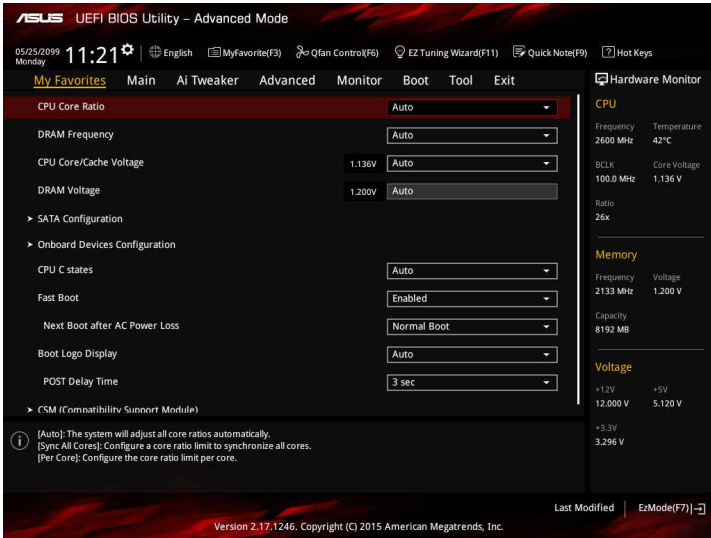 ASUS UEFI BIOS Utility – Advanced Mode
05/25/2099
Monday
11:21
English
MyFavorite(F3)
Qfan Control(F6)
EZ Tuning Wizard(F11)
Quick Note(F9)
? Hot Keys
My Favorites Main Ai Tweaker Advanced Monitor Boot Tool Exit
CPU Core Ratio Auto
DRAM Frequency Auto
CPU Core/Cache Voltage 1.136V Auto
DRAM Voltage 1.200V Auto
> SATA Configuration
> Onboard Devices Configuration
CPU C states Auto
Fast Boot Enabled
Next Boot after AC Power Loss Normal Boot
Boot Logo Display Auto
POST Delay Time 3 sec
> CSM (Compatibility Support Module)
[Auto]: The system will adjust all core ratios automatically.
[Sync All Cores]: Configure a core ratio limit to synchronize all cores.
[Per Core]: Configure the core ratio limit per core.
Hardware Monitor
CPU
Frequency Temperature
2600 MHz 42°C
BCLK Core Voltage
100.0 MHz 1.136 V
Ratio
26x
Memory
Frequency Voltage
2133 MHz 1.200 V
Capacity
8192 MB
Voltage
+12V +5V
12.000 V 5.120 V
+3.3V
3.296 V
Last Modified EzMode(F7)
Version 2.17.1246. Copyright (C) 2015 American Megatrends, Inc.